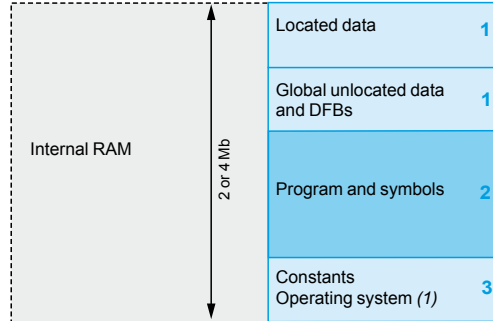 Located data 1
Global unlocated data 1
and DFBs
Internal RAM
2 or 4 Mb
Program and symbols 2
Constants 3
Operating system (1)